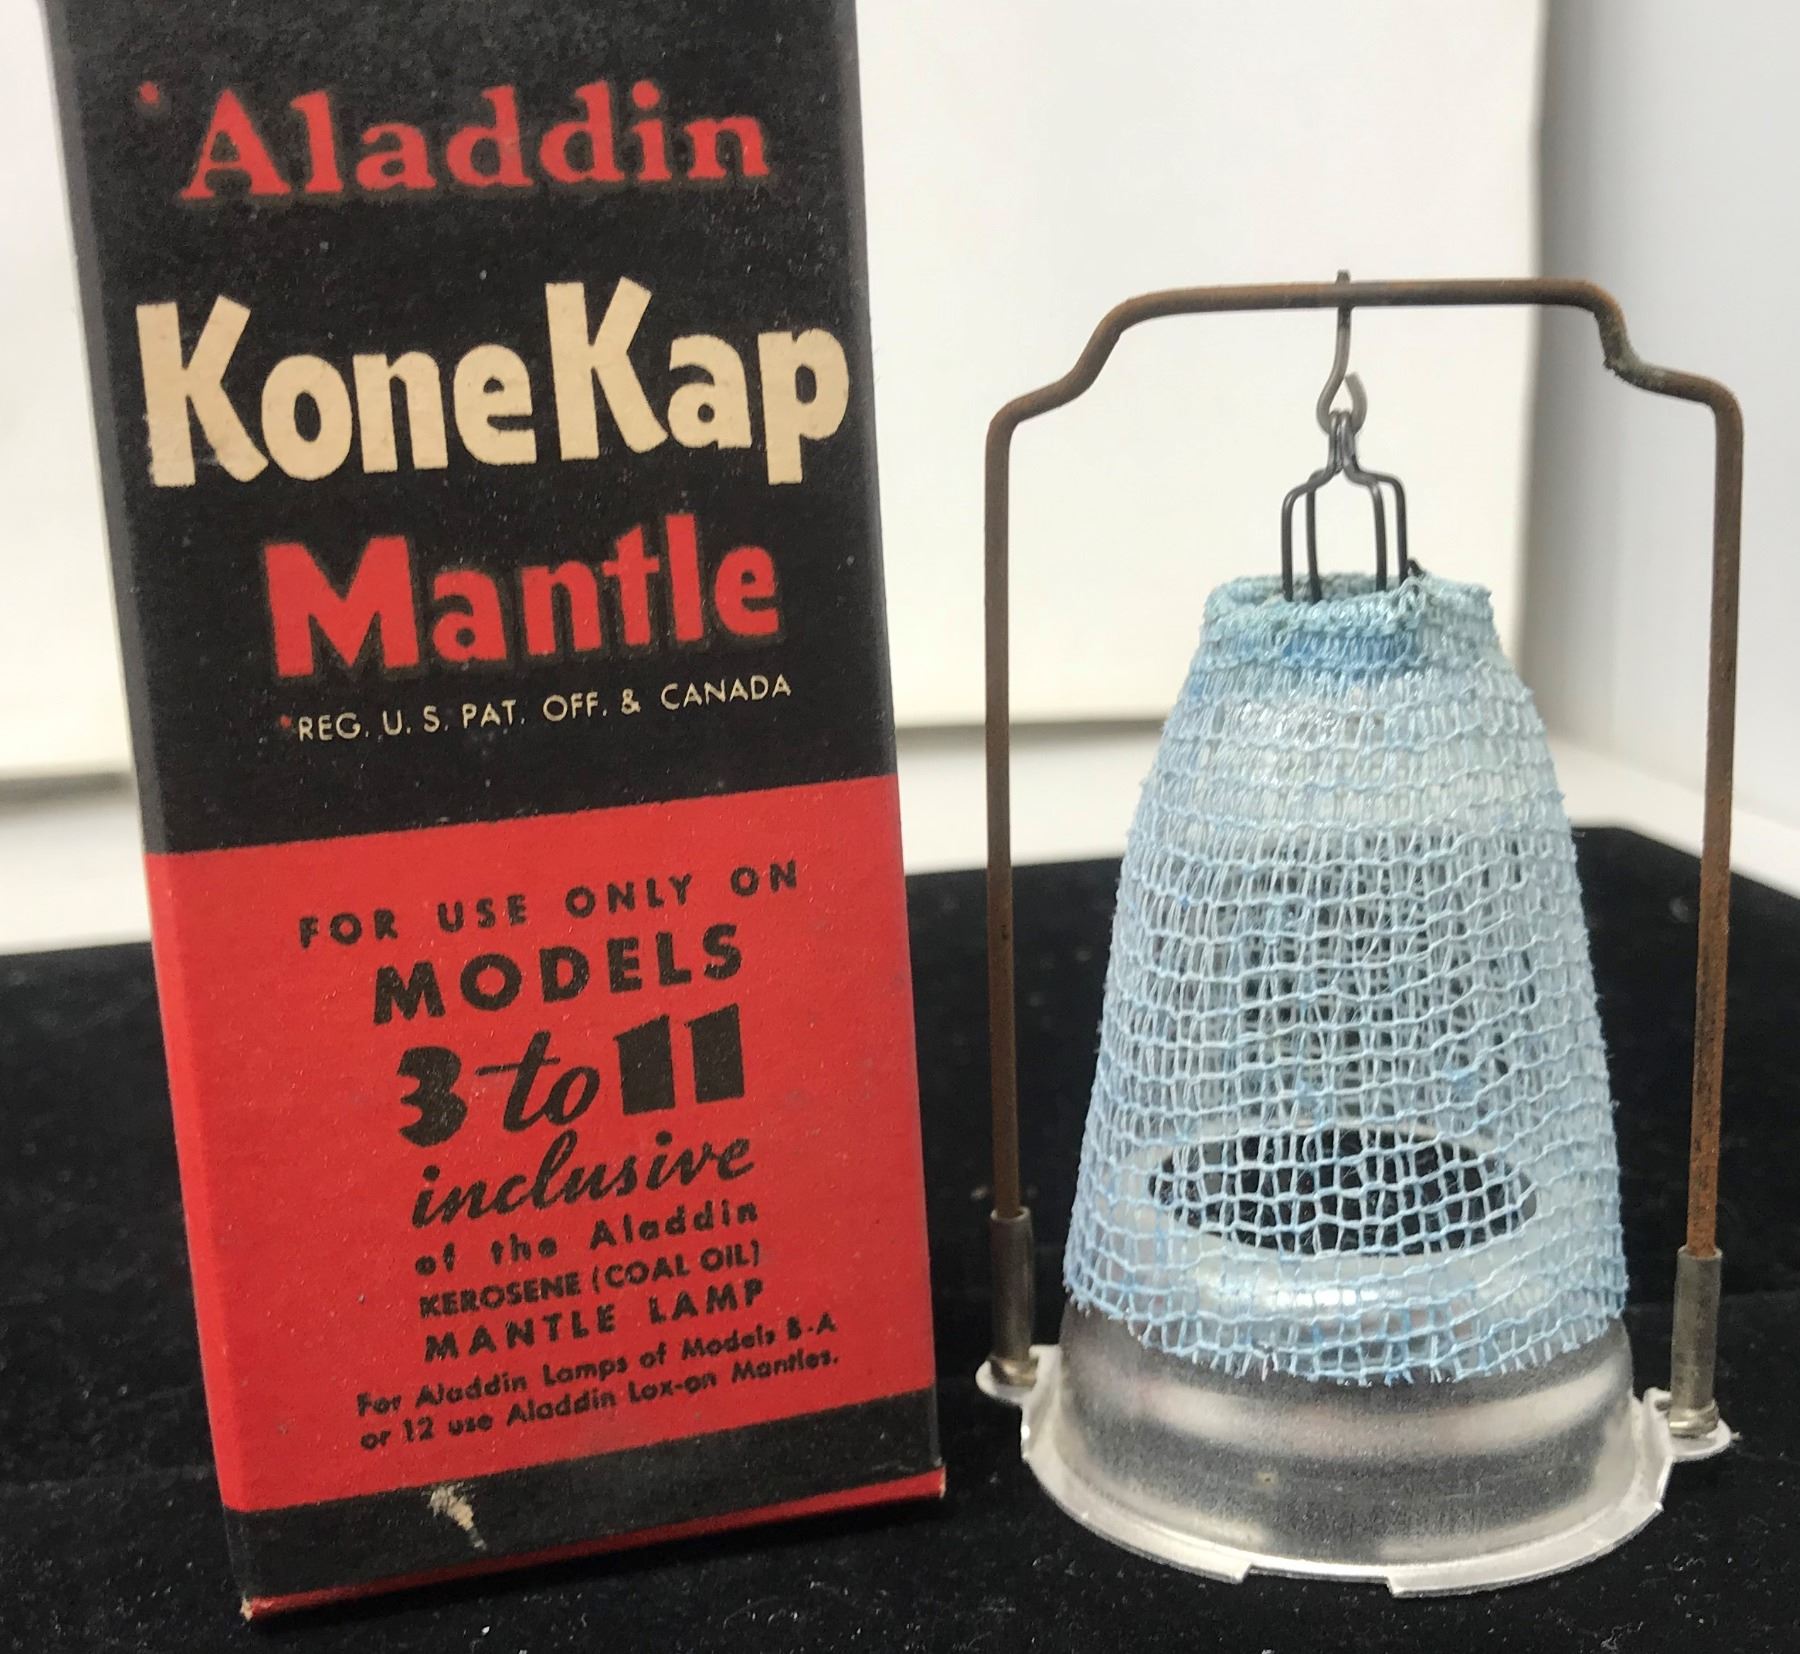 Aladdin
KoneKap
Mantle
*REG. U. S. PAT. OFF. & CANADA
FOR USE ONLY ON
MODELS
3 to 11
inclusive
of the Aladdin
KEROSENE (COAL OIL)
MANTLE LAMP
For Aladdin Lamps of Models B-A
or 12 use Aladdin Lox-on Mantles.